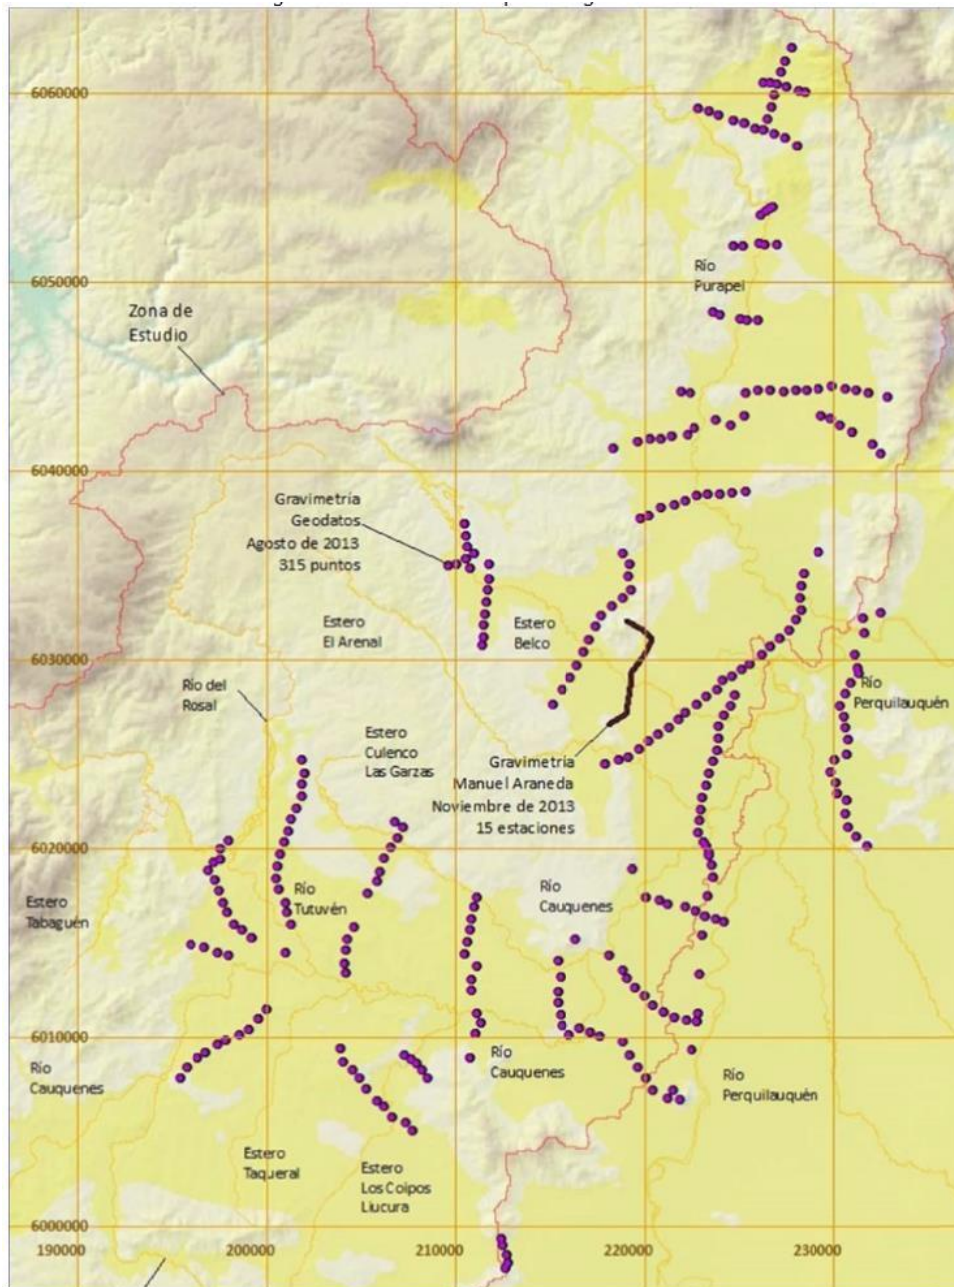 6060000
Río
Purapel
6050000
Zona de
Estudio
6040000
Gravimetría
Geodatos
Agosto de 2013
315 puntos
Estero
El Arenal
Estero
Belco
6030000
Río del
Rosal
Río
Perquilauquén
Estero
Culenco
Las Garzas
Gravimetría
Manuel Araneda
Noviembre de 2013
15 estaciones
6020000
Estero
Tabaguén
Río
Tutuvén
Río
Cauquenes
6010000
Río
Cauquenes
Río
Cauquenes
Río
Perquilauquén
Estero
Taqueral
Estero
Los Coipos
Liucura
6000000
190000
200000
210000
220000
230000